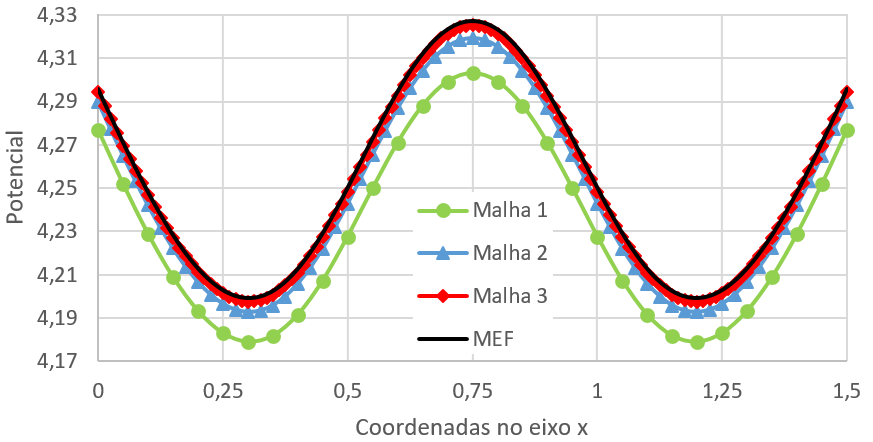 4,33
4,31
4,29
4,27
4,25
4,23
4,21
4,19
4,17
Potencial
Malha 1
Malha 2
Malha 3
MEF
0 0,25 0,5 0,75 1 1,25 1,5
Coordenadas no eixo x